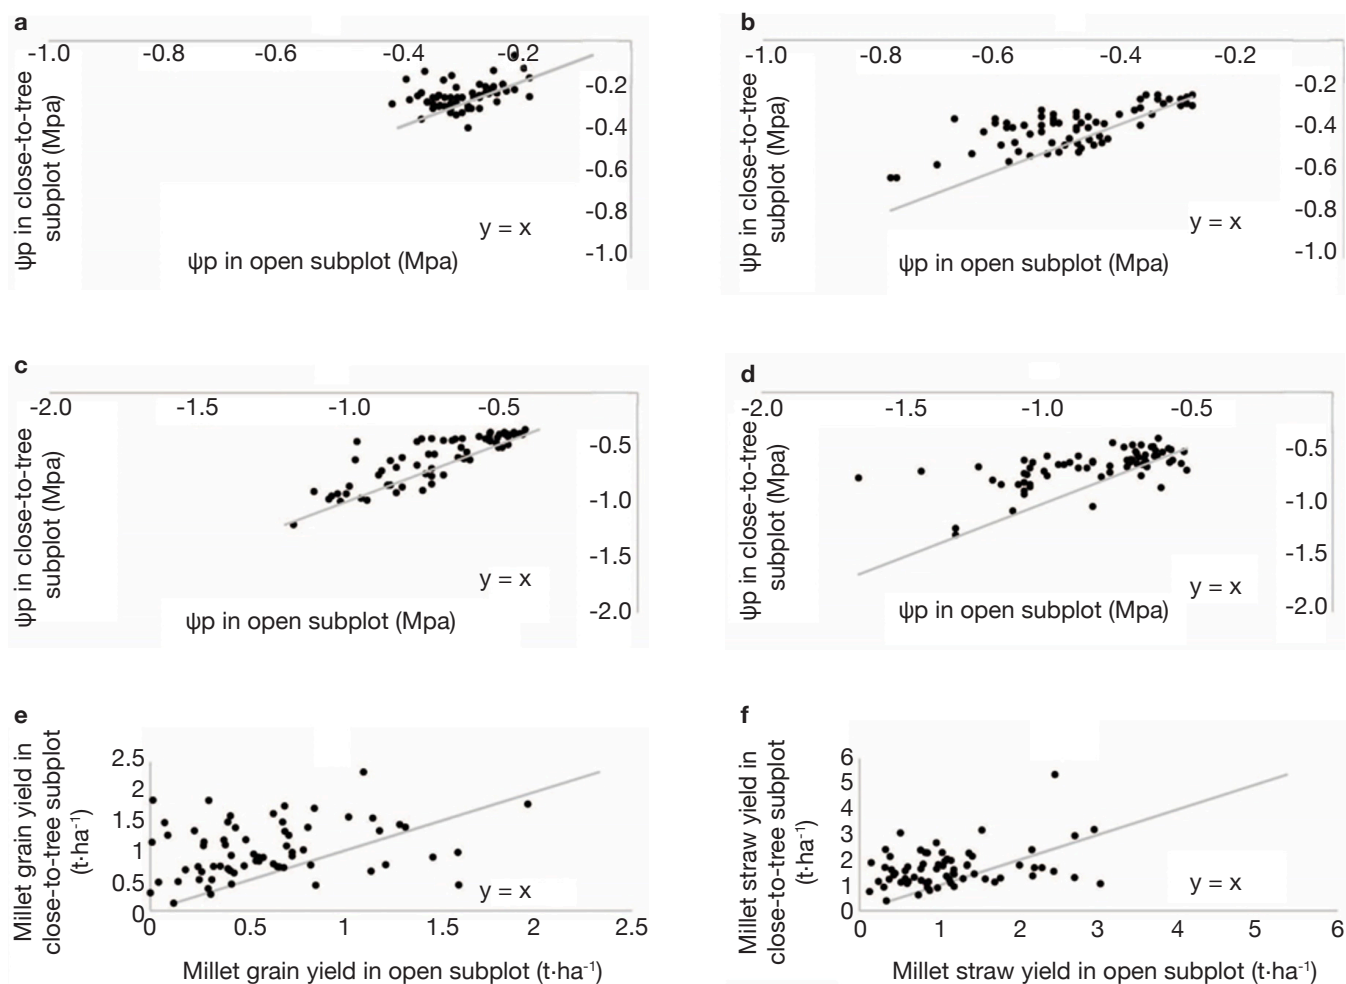 a
-1.0 -0.8 -0.6 -0.4 -0.2
-0.2
-0.4
-0.6
-0.8
-1.0
ψp in close-to-tree
subplot (Mpa)
y = x
ψp in open subplot (Mpa)
b
-1.0 -0.8 -0.6 -0.4 -0.2
-0.2
-0.4
-0.6
-0.8
-1.0
ψp in close-to-tree
subplot (Mpa)
y = x
ψp in open subplot (Mpa)
c
-2.0 -1.5 -1.0 -0.5
-0.5
-1.0
-1.5
-2.0
ψp in close-to-tree
subplot (Mpa)
y = x
ψp in open subplot (Mpa)
d
-2.0 -1.5 -1.0 -0.5
-0.5
-1.0
-1.5
-2.0
ψp in close-to-tree
subplot (Mpa)
y = x
ψp in open subplot (Mpa)
e
Millet grain yield in
close-to-tree subplot
(t·ha⁻¹)
2.5
2
1.5
1
0.5
0
y = x
0 0.5 1 1.5 2 2.5
Millet grain yield in open subplot (t·ha⁻¹)
f
Millet straw yield in
close-to-tree subplot
(t·ha⁻¹)
6
5
4
3
2
1
0
y = x
0 1 2 3 4 5 6
Millet straw yield in open subplot (t·ha⁻¹)